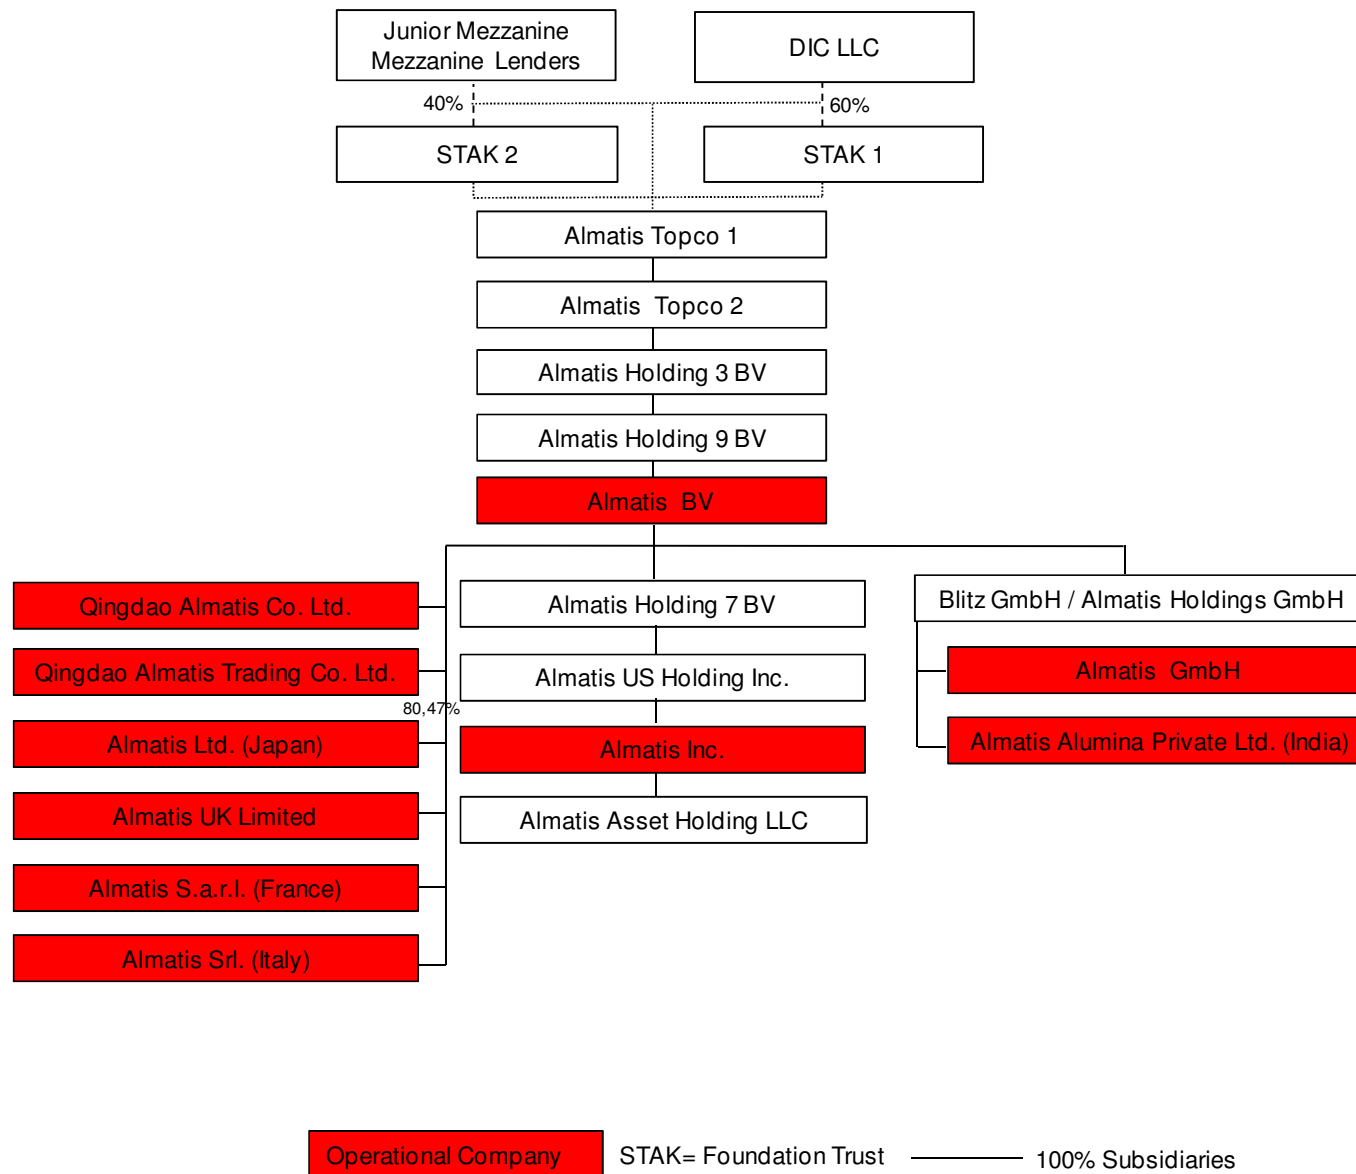 Junior Mezzanine
Mezzanine Lenders
DIC LLC
40%
60%
STAK 2
STAK 1
Almatis Topco 1
Almatis Topco 2
Almatis Holding 3 BV
Almatis Holding 9 BV
Almatis BV
Qingdao Almatis Co. Ltd.
Almatis Holding 7 BV
Blitz GmbH / Almatis Holdings GmbH
Qingdao Almatis Trading Co. Ltd.
Almatis US Holding Inc.
Almatis GmbH
80,47%
Almatis Ltd. (Japan)
Almatis Inc.
Almatis Alumina Private Ltd. (India)
Almatis UK Limited
Almatis Asset Holding LLC
Almatis S.a.r.l. (France)
Almatis Srl. (Italy)
Operational Company
STAK= Foundation Trust
100% Subsidiaries